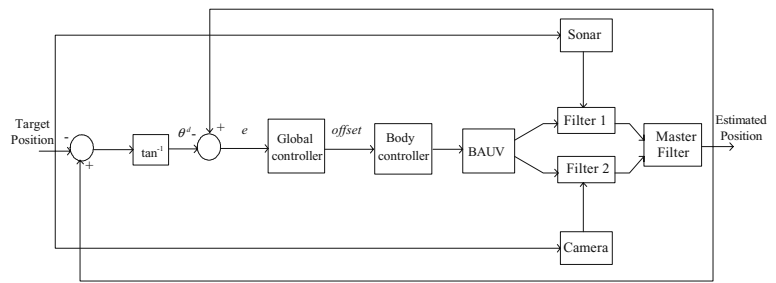 Sonar
Target
Position
-
+
θᵈ-
+
e
tan⁻¹
Global
controller
offset
Body
controller
BAUV
Filter 1
Filter 2
Master
Filter
Estimated
Position
Camera